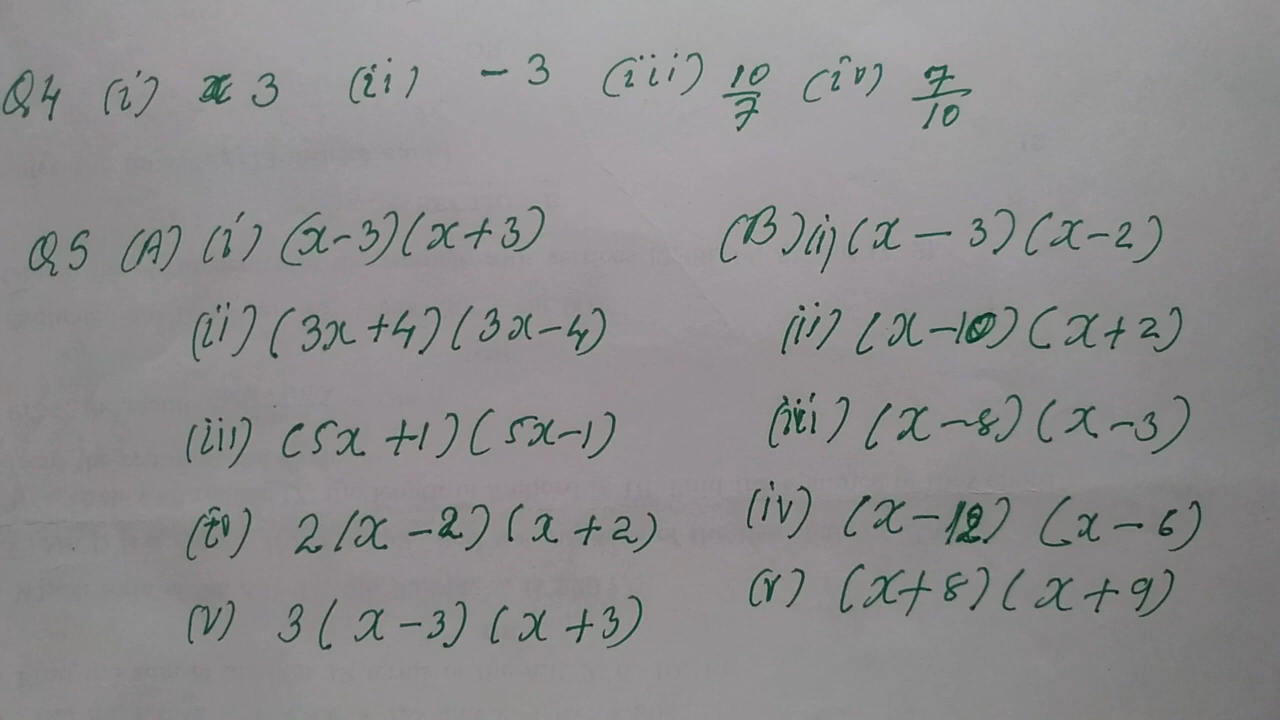 Q4 (i) 3 (ii) - 3 (iii) 10/7 (iv) 7/10
Q5 (A) (i) (x-3)(x+3) (B)(i)(x-3)(x-2)
(ii) (3x+4)(3x-4) (ii) (x-10)(x+2)
(iii) (5x+1)(5x-1) (iii) (x-8)(x-3)
(iv) 2(x-2)(x+2) (iv) (x-12)(x-6)
(v) 3(x-3)(x+3) (v) (x+8)(x+9)